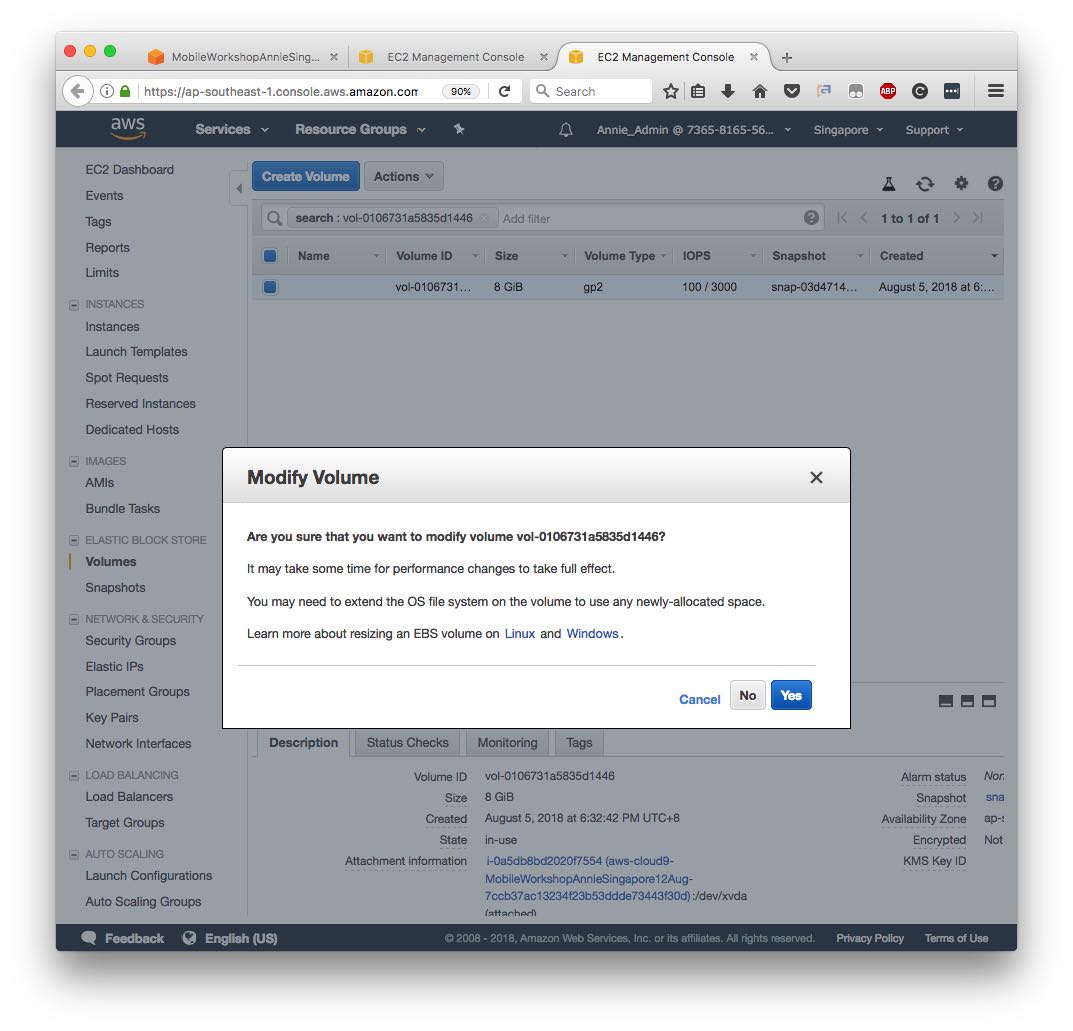 MobileWorkshopAnnieSing...
EC2 Management Console
EC2 Management Console
https://ap-southeast-1.console.aws.amazon.com
90%
Search
ABP
aws
Services
Resource Groups
Annie_Admin @ 7365-8165-56...
Singapore
Support
EC2 Dashboard
Events
Tags
Reports
Limits
INSTANCES
Instances
Launch Templates
Spot Requests
Reserved Instances
Dedicated Hosts
IMAGES
AMIs
Bundle Tasks
ELASTIC BLOCK STORE
Volumes
Snapshots
NETWORK & SECURITY
Security Groups
Elastic IPs
Placement Groups
Key Pairs
Network Interfaces
LOAD BALANCING
Load Balancers
Target Groups
AUTO SCALING
Launch Configurations
Auto Scaling Groups
Create Volume
Actions
search : vol-0106731a5835d1446
Add filter
1 to 1 of 1
Name Volume ID Size Volume Type IOPS Snapshot Created
vol-0106731... 8 GiB gp2 100 / 3000 snap-03d4714... August 5, 2018 at 6:...
Modify Volume
Are you sure that you want to modify volume vol-0106731a5835d1446?
It may take some time for performance changes to take full effect.
You may need to extend the OS file system on the volume to use any newly-allocated space.
Learn more about resizing an EBS volume on Linux and Windows.
Cancel
No
Yes
Description
Status Checks
Monitoring
Tags
Volume ID vol-0106731a5835d1446
Size 8 GiB
Created August 5, 2018 at 6:32:42 PM UTC+8
State in-use
Attachment information i-0a5db8bd2020f7554 (aws-cloud9-
MobileWorkshopAnnieSingapore12Aug-
7ccb37ac13234f23b53ddde73443f30d):/dev/xvda
(attached)
Alarm status Non
Snapshot sna
Availability Zone ap-s
Encrypted Not
KMS Key ID
Feedback
English (US)
© 2008 - 2018, Amazon Web Services, Inc. or its affiliates. All rights reserved.
Privacy Policy
Terms of Use